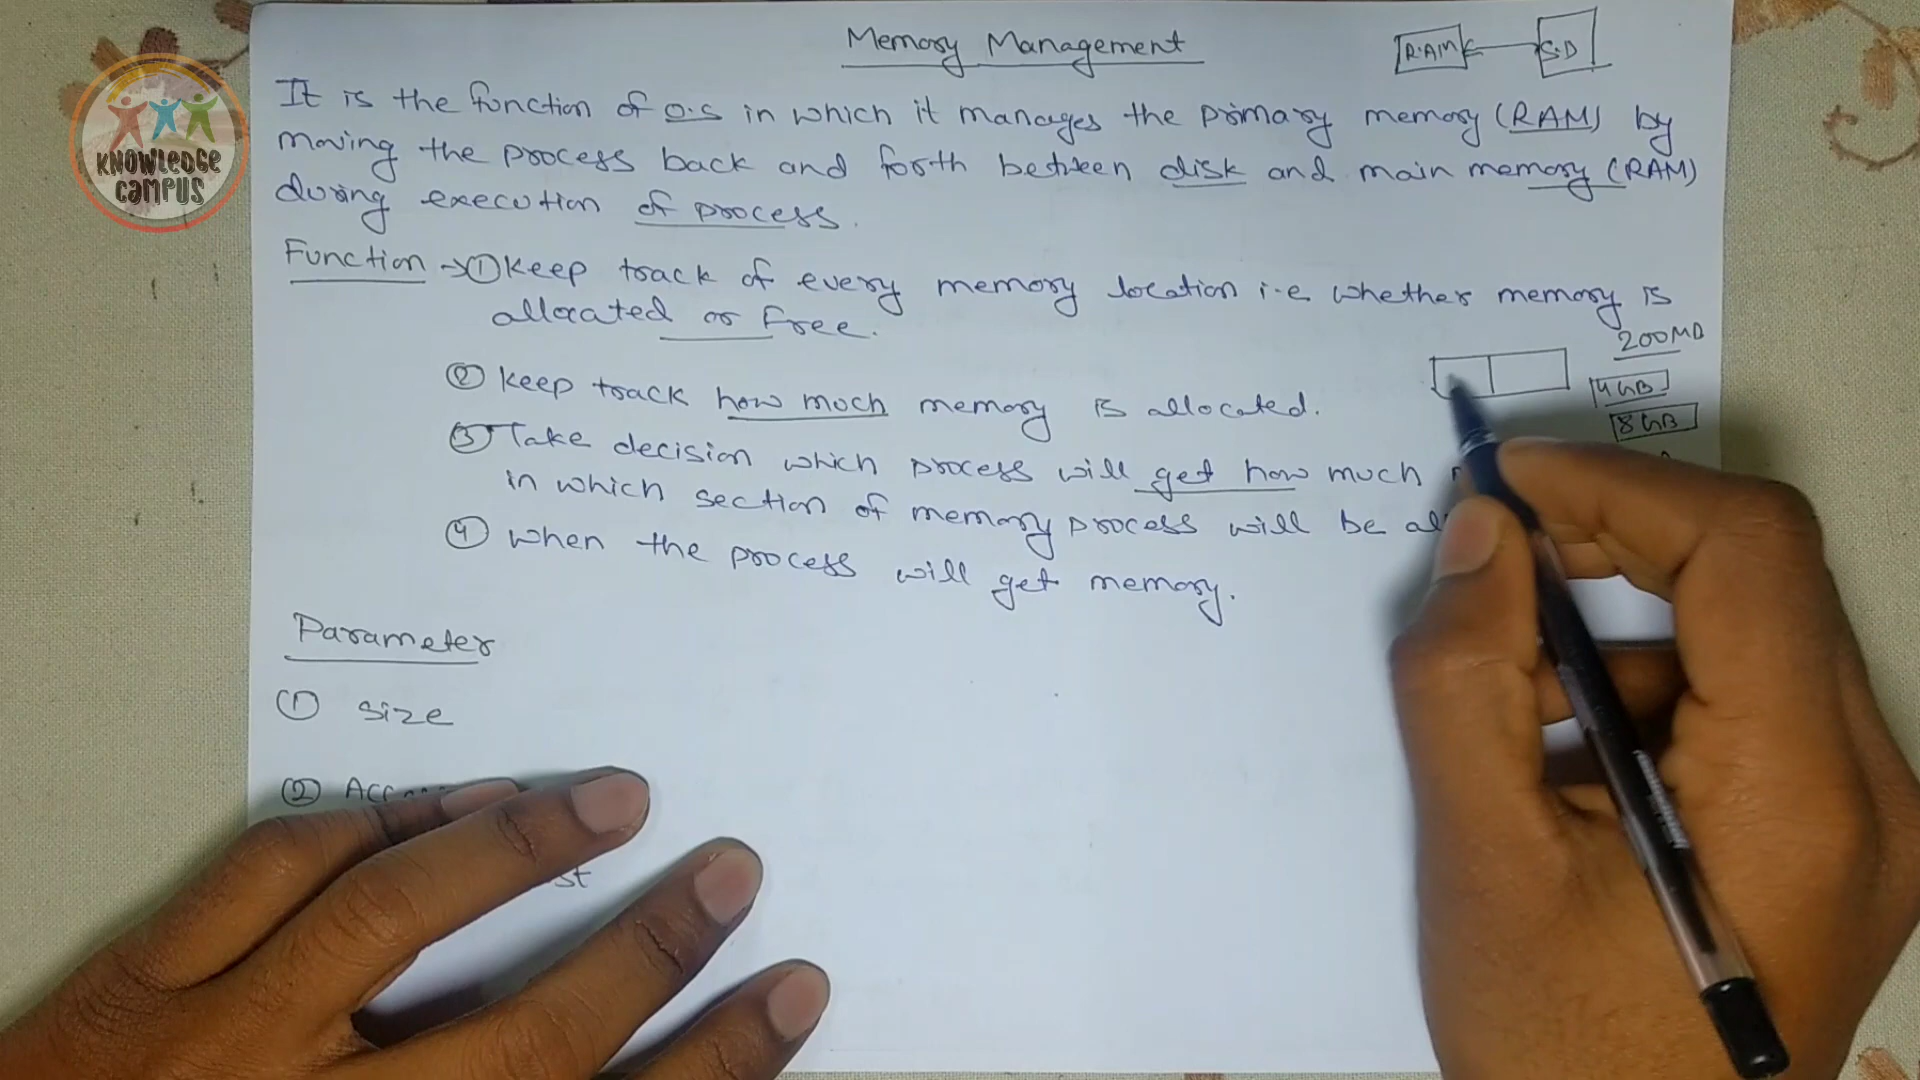 Memory Management
R.AM S.D
It is the function of O.S in which it manages the primary memory (RAM) by
moving the process back and forth between disk and main memory (RAM)
during execution of process.
Function → ① Keep track of every memory location i.e whether memory is
allocated or Free.
200MB
② Keep track how much memory is allocated.
4GB
8GB
③ Take decision which process will get how much
in which section of memory process will be
④ when the process will get memory.
Parameter
① Size
②
KNOWLEDGE
CAMPUS